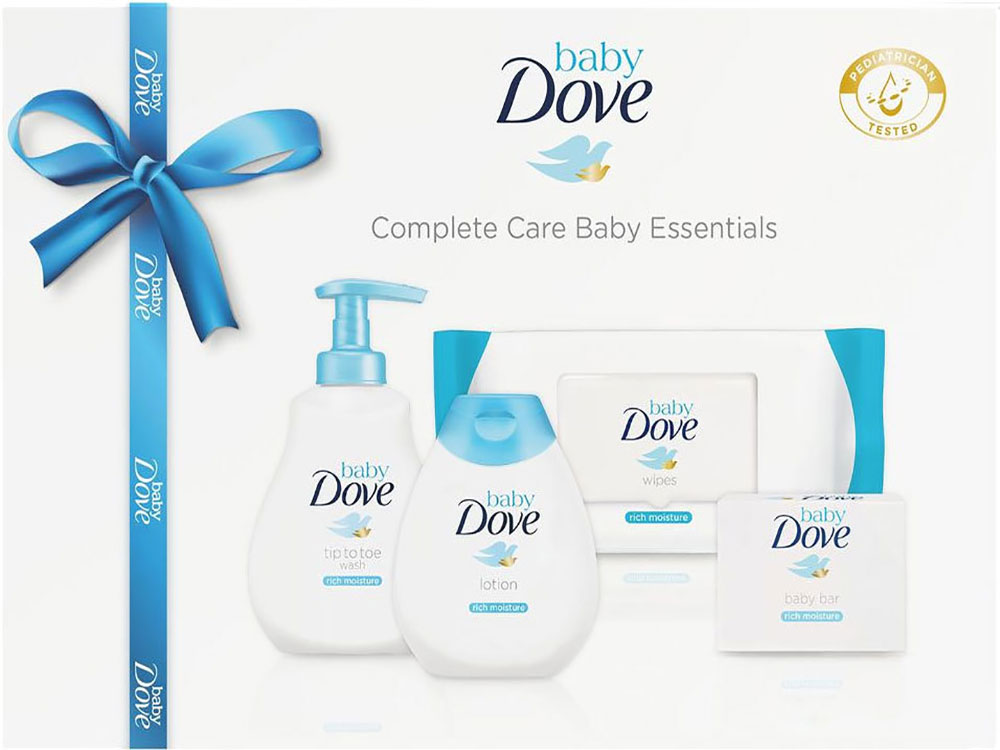 baby
Dove
PEDIATRICIAN
TESTED
Complete Care Baby Essentials
baby
Dove
baby
Dove
baby
Dove
baby
Dove
baby
Dove
tip to toe
wash
rich moisture
baby
Dove
lotion
rich moisture
baby
Dove
wipes
rich moisture
baby
Dove
baby bar
rich moisture